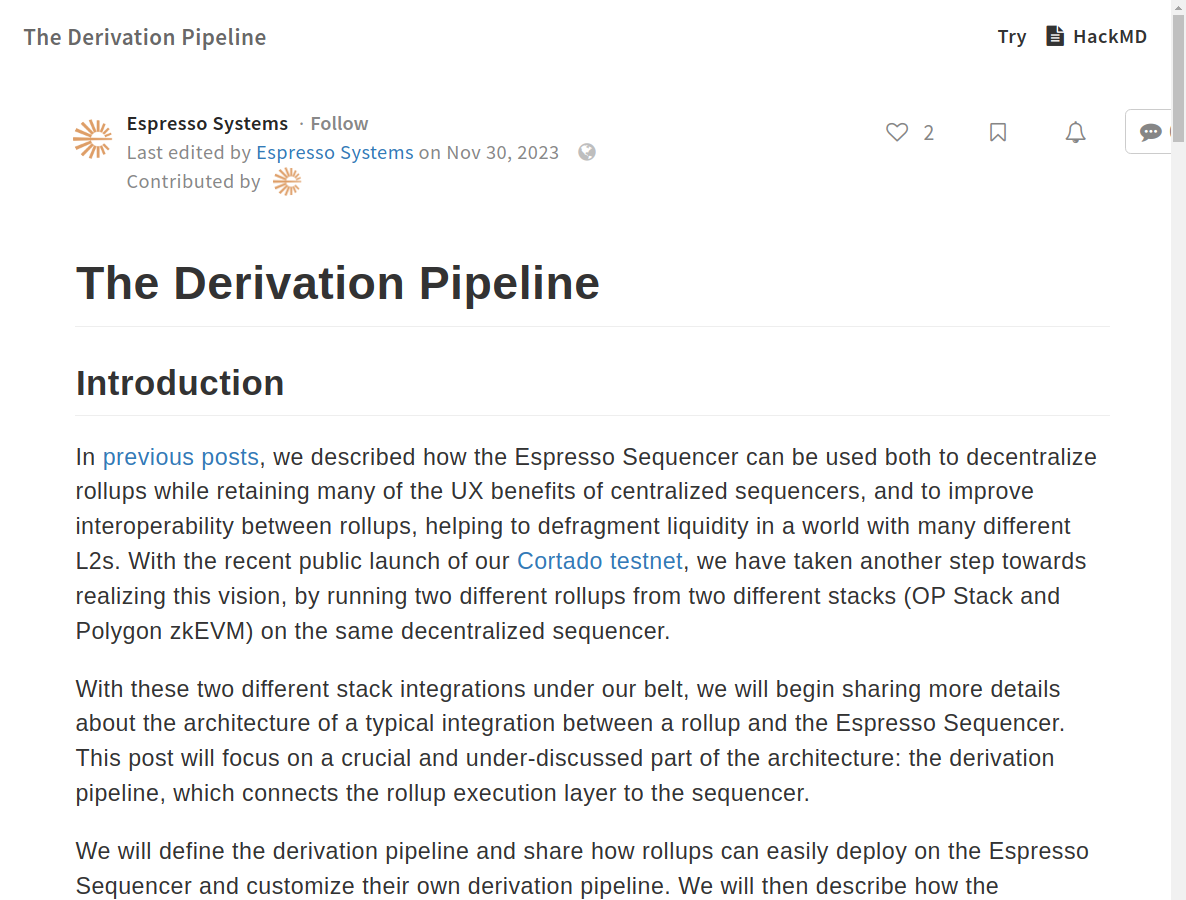 The Derivation Pipeline
Try HackMD
Espresso Systems · Follow
Last edited by Espresso Systems on Nov 30, 2023
2
Contributed by
The Derivation Pipeline
Introduction
In previous posts, we described how the Espresso Sequencer can be used both to decentralize
rollups while retaining many of the UX benefits of centralized sequencers, and to improve
interoperability between rollups, helping to defragment liquidity in a world with many different
L2s. With the recent public launch of our Cortado testnet, we have taken another step towards
realizing this vision, by running two different rollups from two different stacks (OP Stack and
Polygon zkEVM) on the same decentralized sequencer.
With these two different stack integrations under our belt, we will begin sharing more details
about the architecture of a typical integration between a rollup and the Espresso Sequencer.
This post will focus on a crucial and under-discussed part of the architecture: the derivation
pipeline, which connects the rollup execution layer to the sequencer.
We will define the derivation pipeline and share how rollups can easily deploy on the Espresso
Sequencer and customize their own derivation pipeline. We will then describe how the